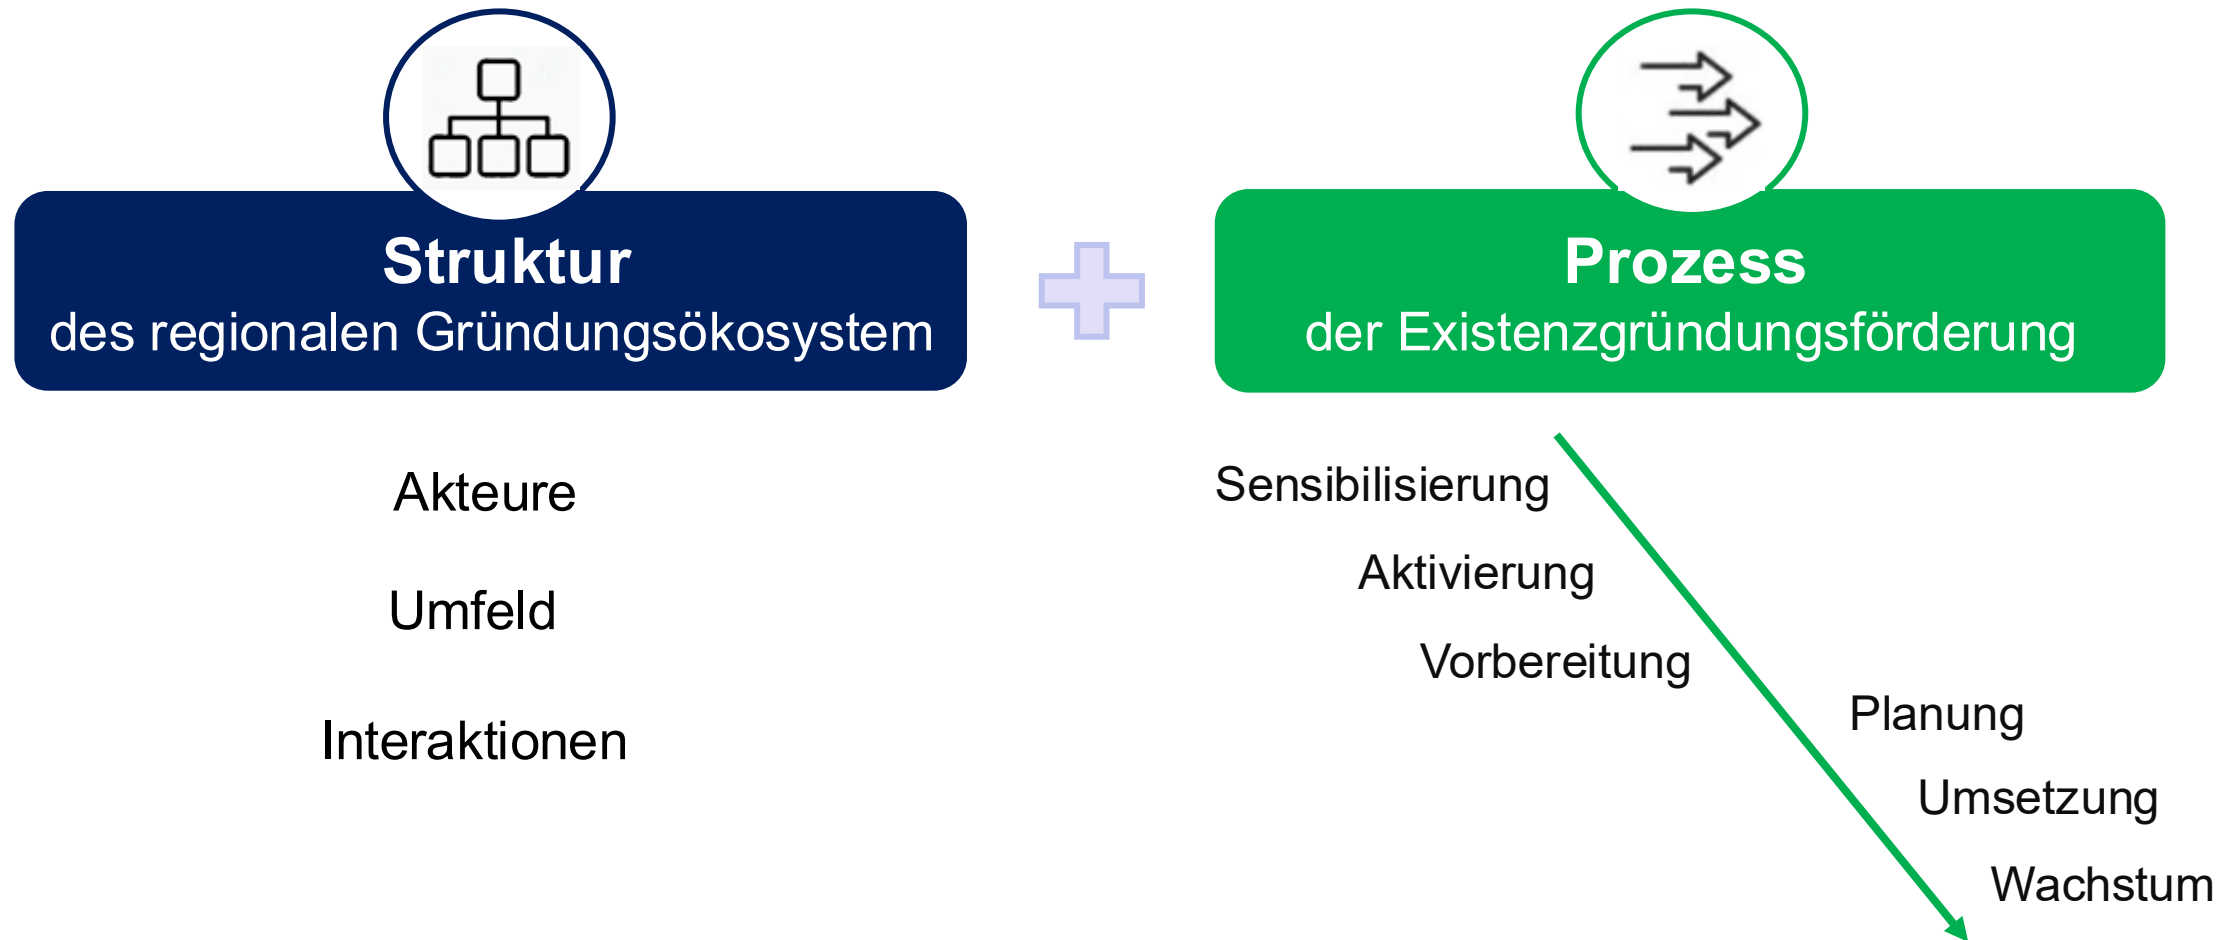 Struktur
des regionalen Gründungsökosystem
Akteure
Umfeld
Interaktionen
Prozess
der Existenzgründungsförderung
Sensibilisierung
Aktivierung
Vorbereitung
Planung
Umsetzung
Wachstum